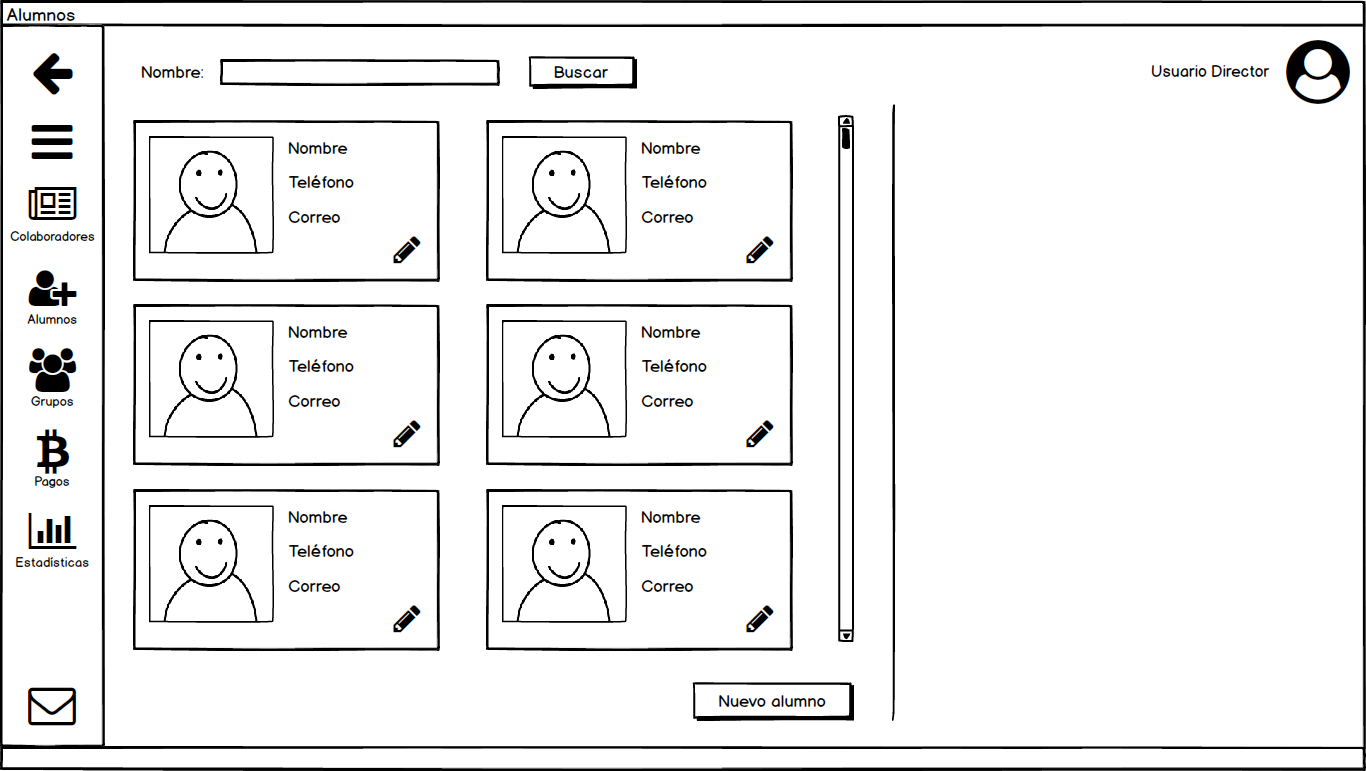 Alumnos
Nombre:
Buscar
Usuario Director
Colaboradores
Alumnos
Grupos
Pagos
Estadísticas
Nombre
Teléfono
Correo
Nombre
Teléfono
Correo
Nombre
Teléfono
Correo
Nombre
Teléfono
Correo
Nombre
Teléfono
Correo
Nombre
Teléfono
Correo
Nuevo alumno